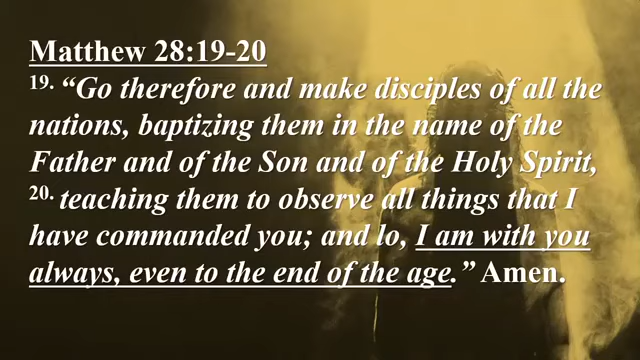 Matthew 28:19-20
19. “Go therefore and make disciples of all the
nations, baptizing them in the name of the
Father and of the Son and of the Holy Spirit,
20. teaching them to observe all things that I
have commanded you; and lo, I am with you
always, even to the end of the age.” Amen.